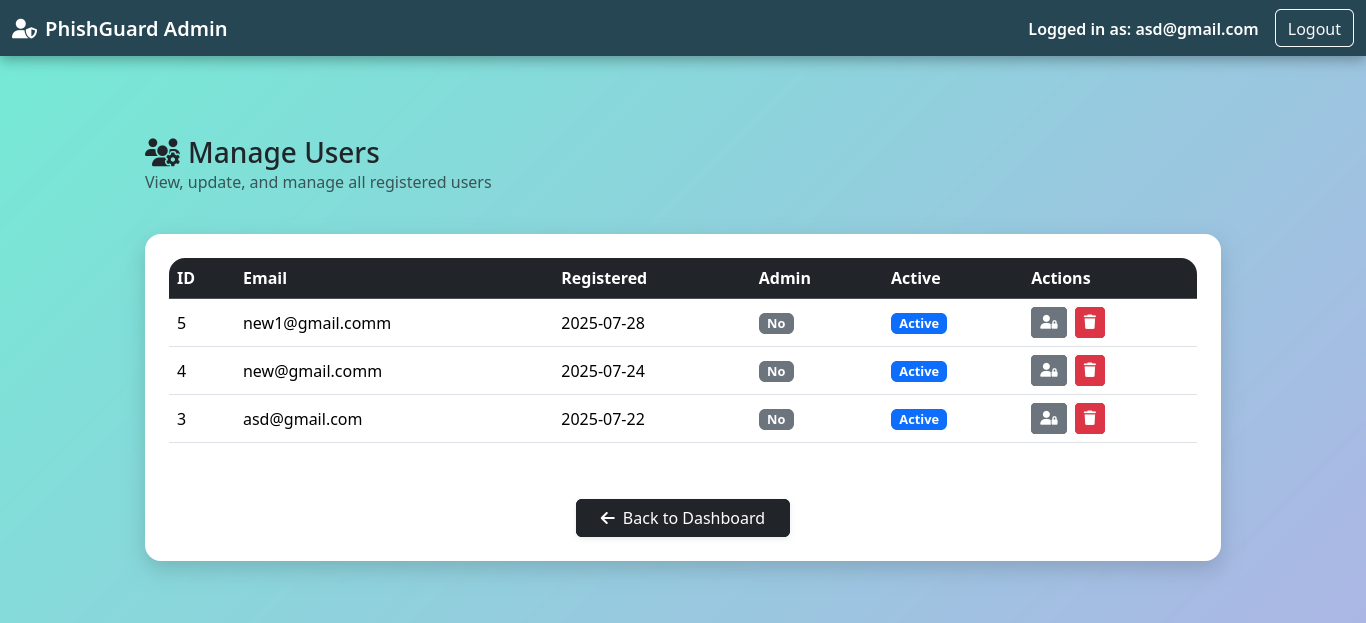 PhishGuard Admin
Logged in as: asd@gmail.com
Logout
Manage Users
View, update, and manage all registered users
ID Email Registered Admin Active Actions
5 new1@gmail.comm 2025-07-28 No Active
4 new@gmail.comm 2025-07-24 No Active
3 asd@gmail.com 2025-07-22 No Active
Back to Dashboard